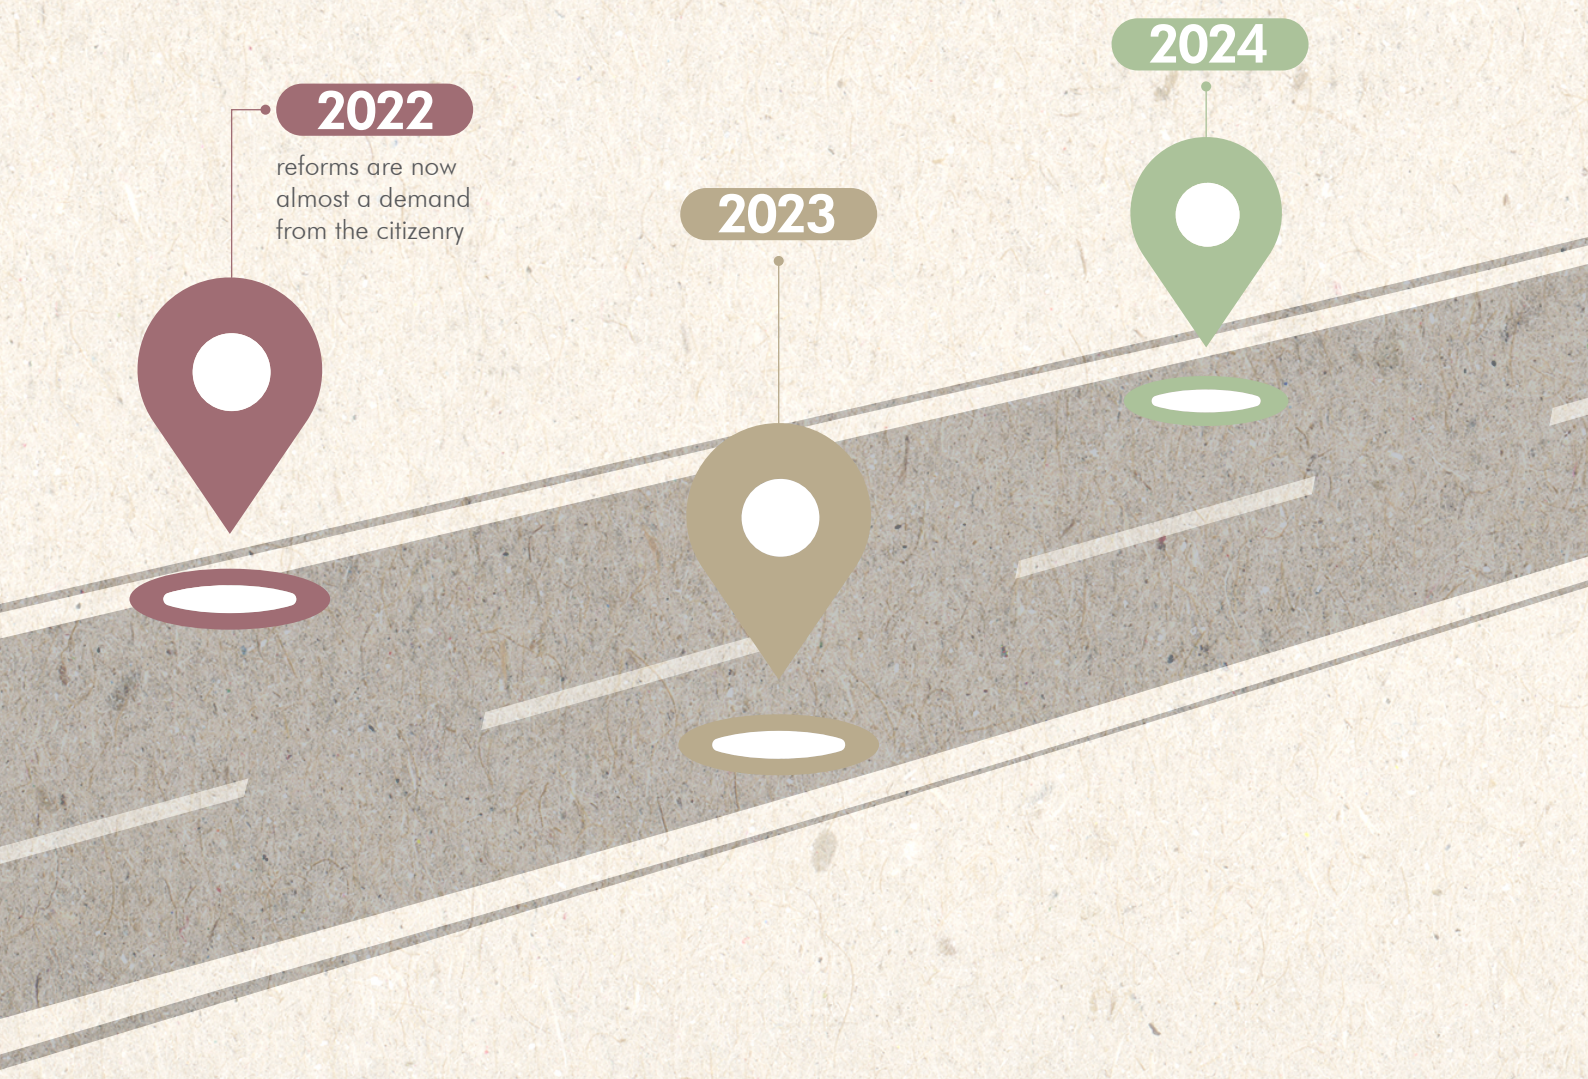 2022
reforms are now
almost a demand
from the citizenry
2023
2024